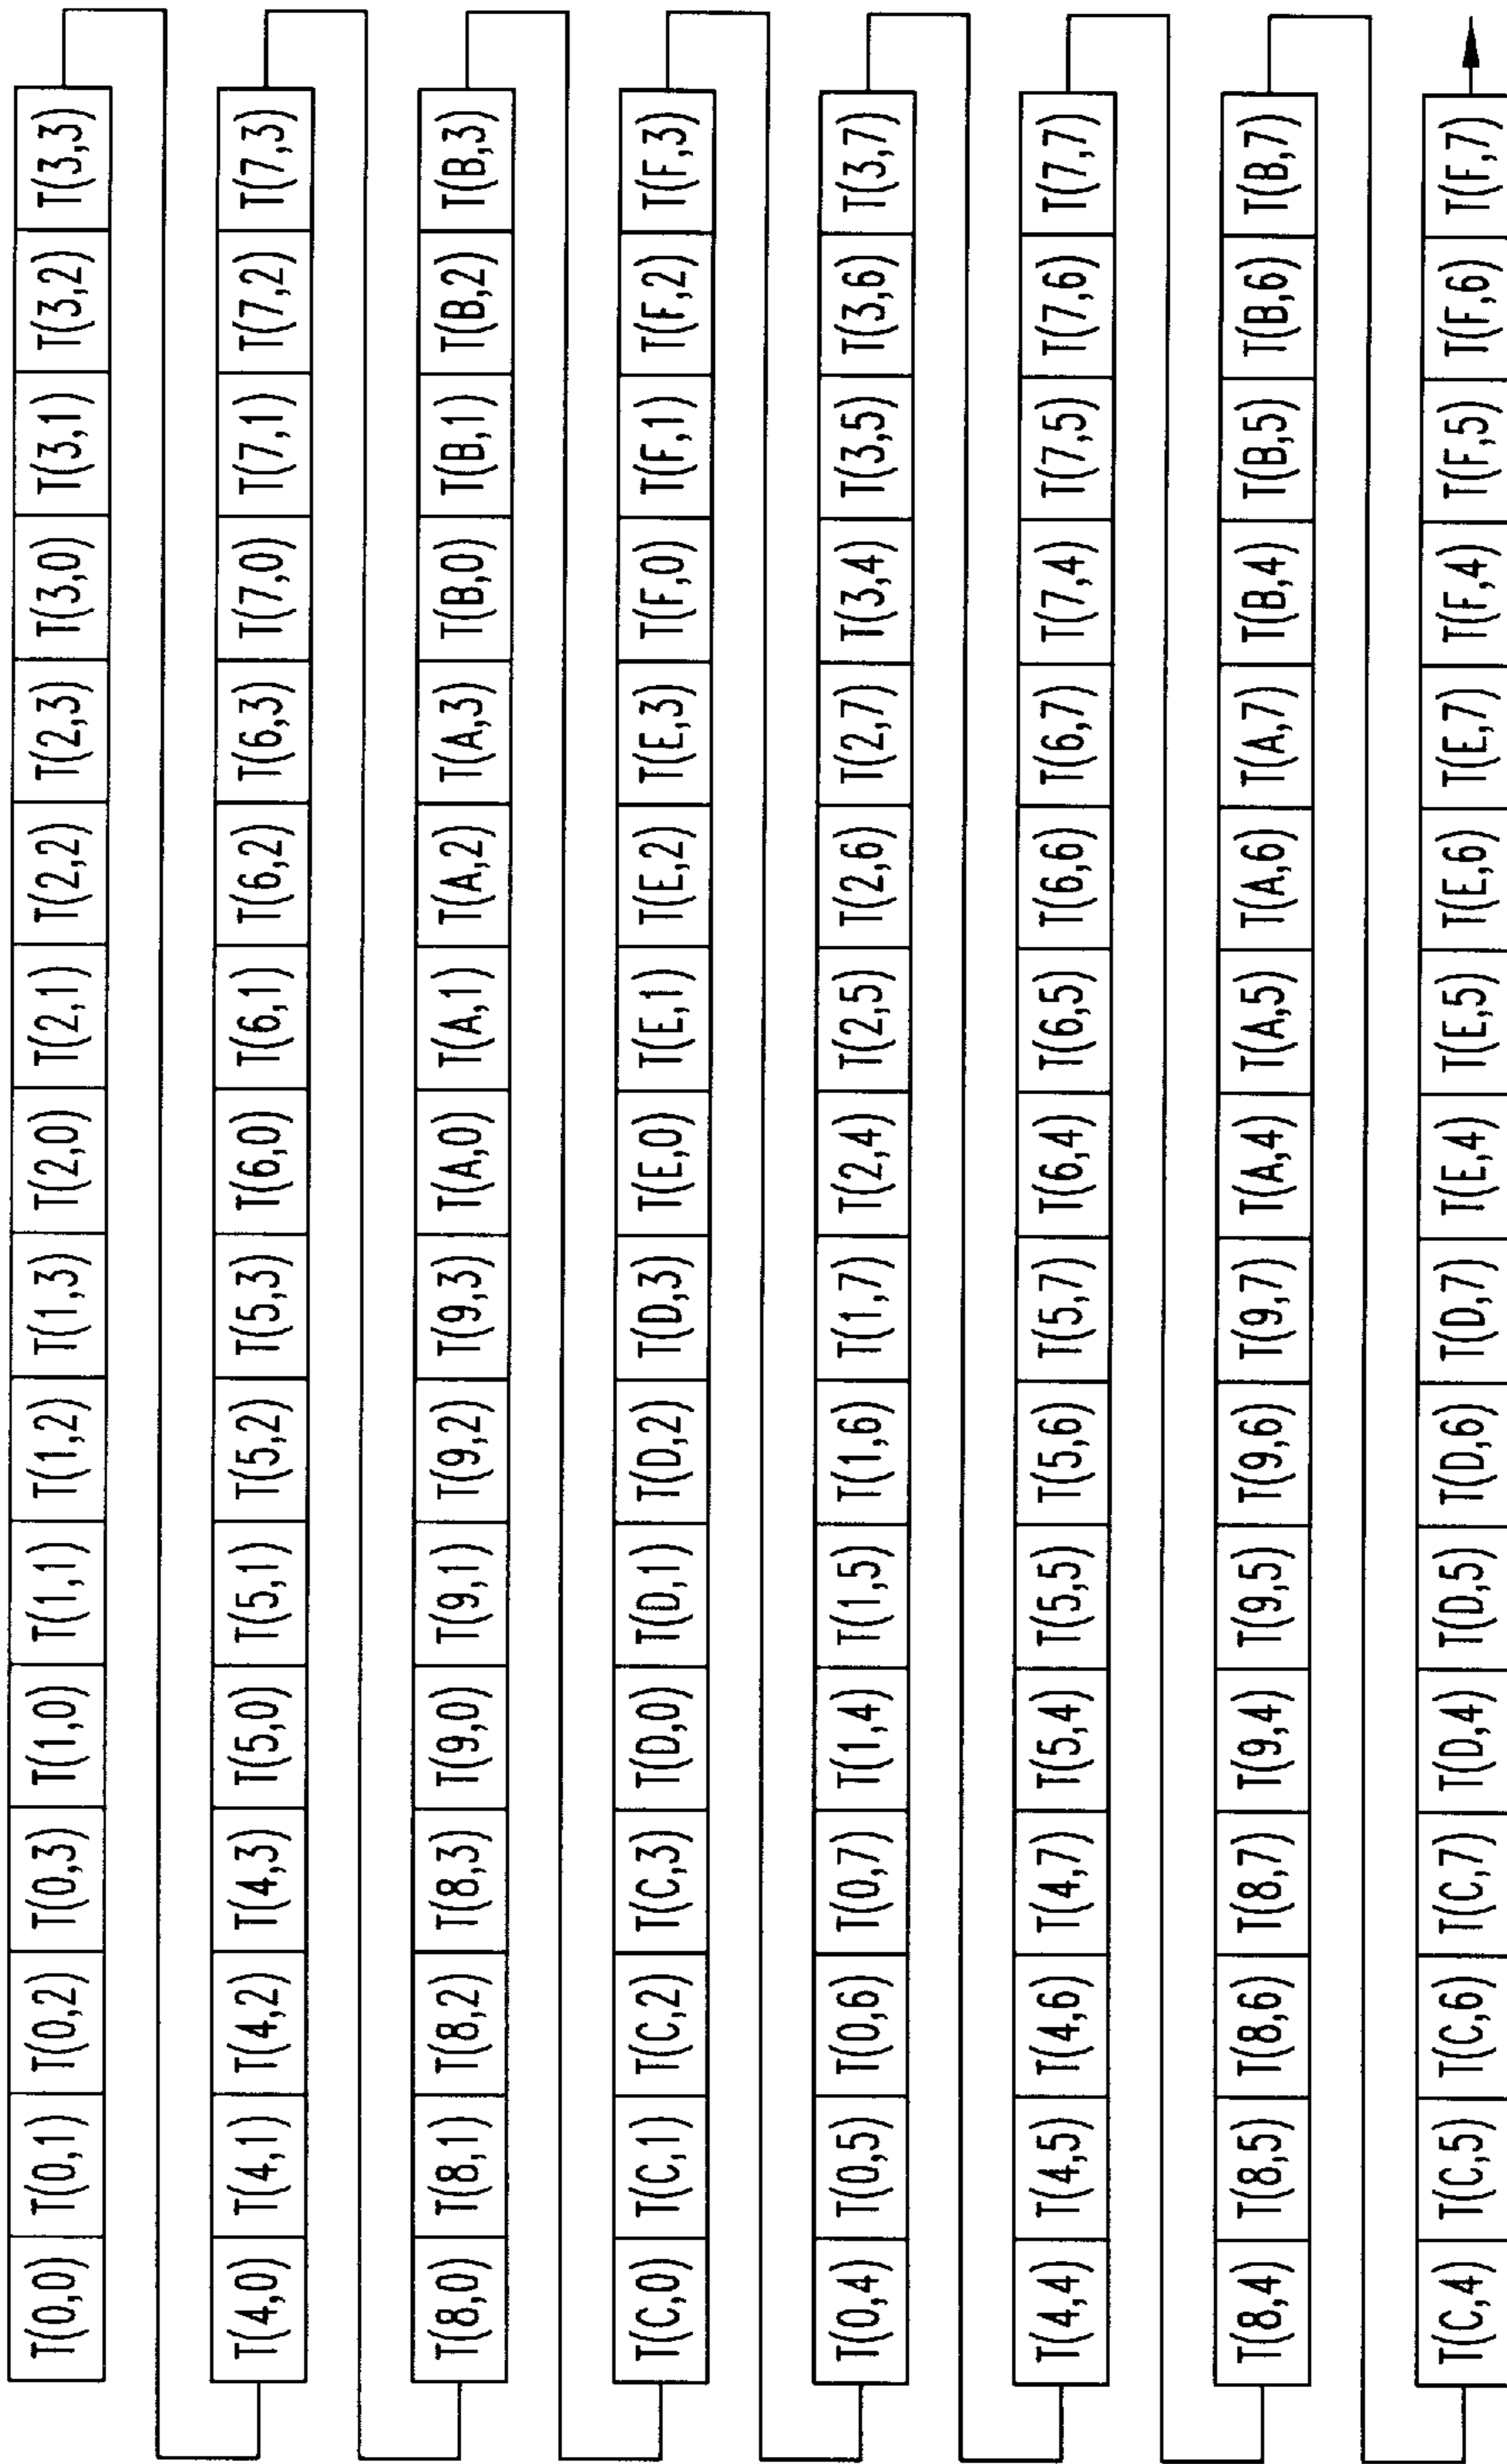 T(0,0) T(0,1) T(0,2) T(0,3) T(1,0) T(1,1) T(1,2) T(1,3) T(2,0) T(2,1) T(2,2) T(2,3) T(3,0) T(3,1) T(3,2) T(3,3)
T(4,0) T(4,1) T(4,2) T(4,3) T(5,0) T(5,1) T(5,2) T(5,3) T(6,0) T(6,1) T(6,2) T(6,3) T(7,0) T(7,1) T(7,2) T(7,3)
T(8,0) T(8,1) T(8,2) T(8,3) T(9,0) T(9,1) T(9,2) T(9,3) T(A,0) T(A,1) T(A,2) T(A,3) T(B,0) T(B,1) T(B,2) T(B,3)
T(C,0) T(C,1) T(C,2) T(C,3) T(D,0) T(D,1) T(D,2) T(D,3) T(E,0) T(E,1) T(E,2) T(E,3) T(F,0) T(F,1) T(F,2) T(F,3)
T(0,4) T(0,5) T(0,6) T(0,7) T(1,4) T(1,5) T(1,6) T(1,7) T(2,4) T(2,5) T(2,6) T(2,7) T(3,4) T(3,5) T(3,6) T(3,7)
T(4,4) T(4,5) T(4,6) T(4,7) T(5,4) T(5,5) T(5,6) T(5,7) T(6,4) T(6,5) T(6,6) T(6,7) T(7,4) T(7,5) T(7,6) T(7,7)
T(8,4) T(8,5) T(8,6) T(8,7) T(9,4) T(9,5) T(9,6) T(9,7) T(A,4) T(A,5) T(A,6) T(A,7) T(B,4) T(B,5) T(B,6) T(B,7)
T(C,4) T(C,5) T(C,6) T(C,7) T(D,4) T(D,5) T(D,6) T(D,7) T(E,4) T(E,5) T(E,6) T(E,7) T(F,4) T(F,5) T(F,6) T(F,7)